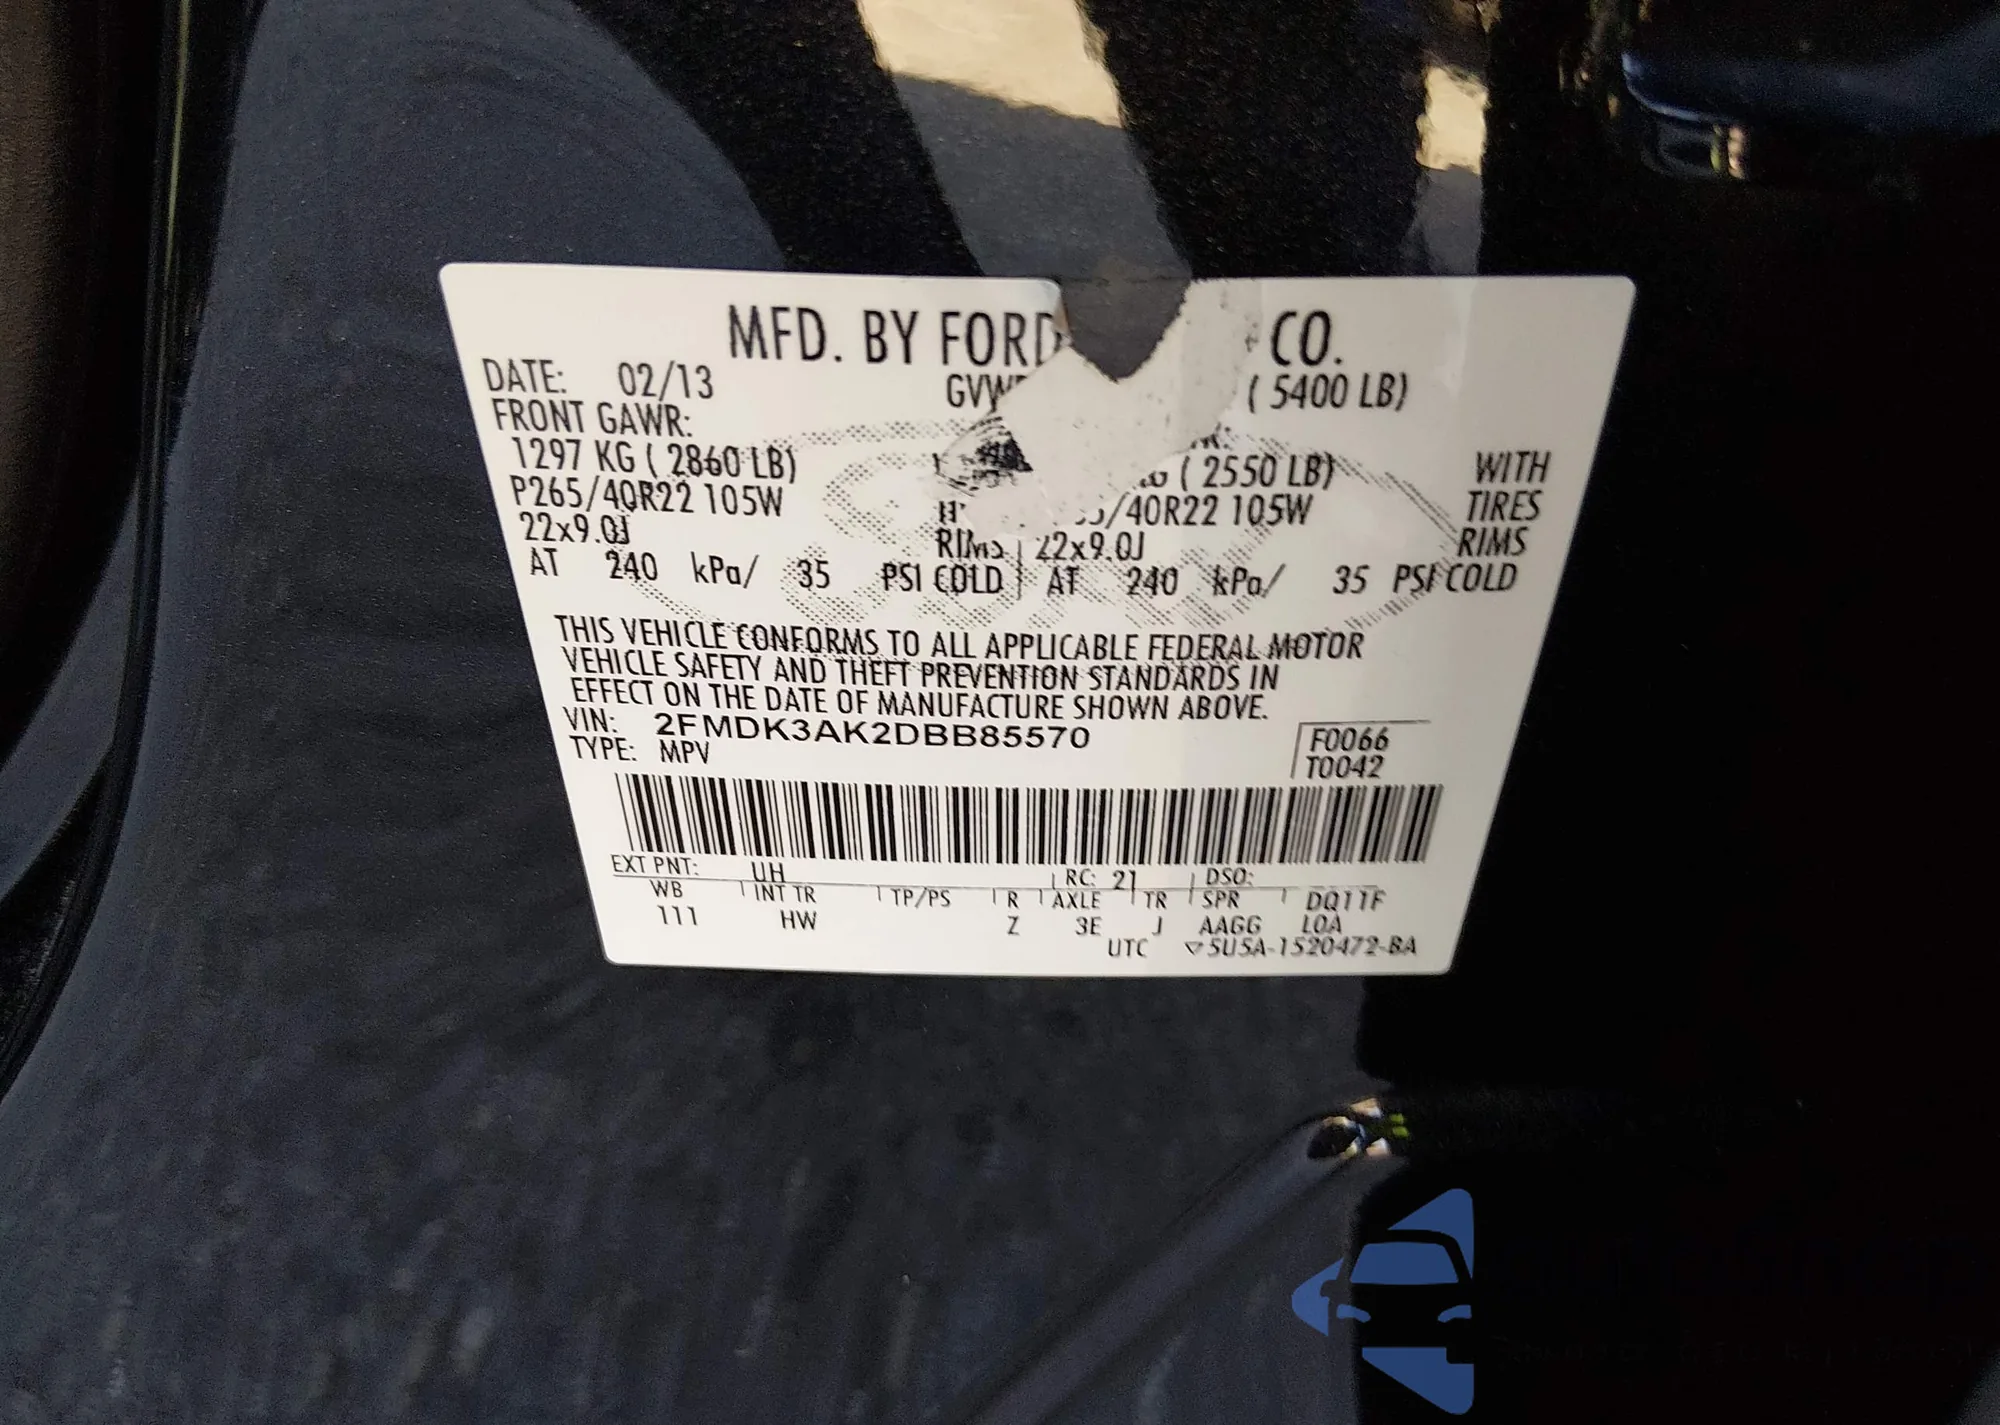 MFD. BY FORD CO.
DATE: 02/13 ( 5400 LB)
FRONT GAWR:
1297 KG ( 2860 LB) ( 2550 LB) WITH
P265/40R22 105W /40R22 105W TIRES
22x9.0J RIMS 22x9.0J RIMS
AT 240 kPa/ 35 PSI COLD AT 240 kPa/ 35 PSI COLD
THIS VEHICLE CONFORMS TO ALL APPLICABLE FEDERAL MOTOR
VEHICLE SAFETY AND THEFT PREVENTION STANDARDS IN
EFFECT ON THE DATE OF MANUFACTURE SHOWN ABOVE.
VIN: 2FMDK3AK2DBB85570
TYPE: MPV
F0066
T0042
EXT PNT: UH RC: 21 DSO:
WB INT TR TP/PS R AXLE TR SPR DQ11F
111 HW Z 3E J AAGG LOA
UTC 5U5A-1520472-BA